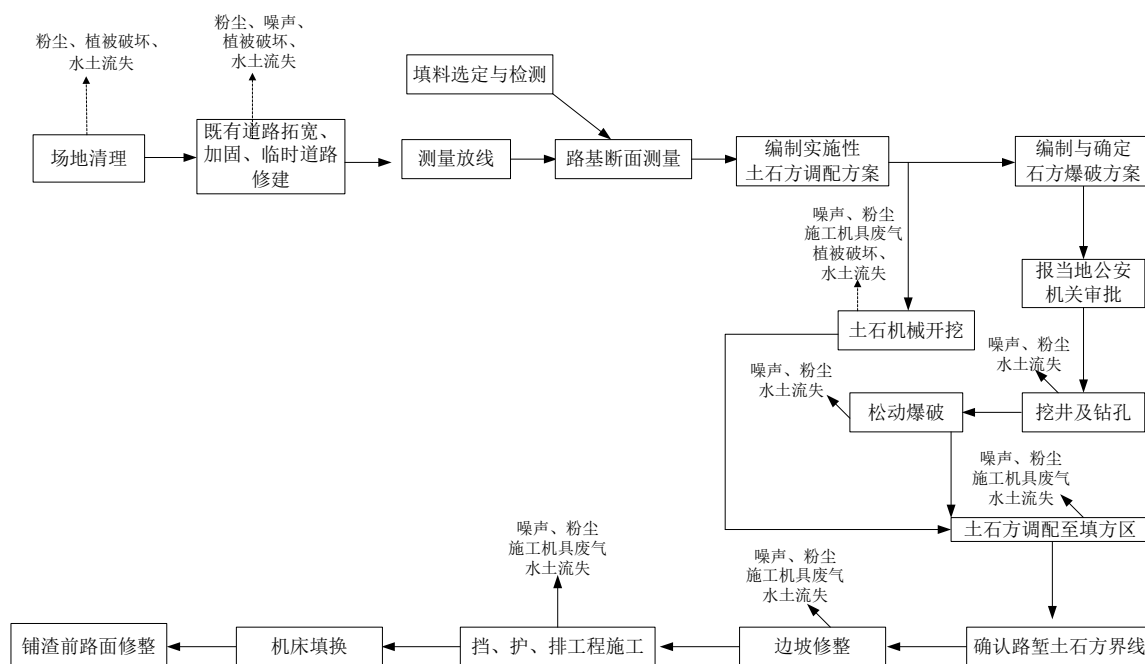 粉尘、植被破坏、
水土流失
粉尘、噪声、
植被破坏、
水土流失
填料选定与检测
场地清理
既有道路拓宽、
加固、临时道路
修建
测量放线
路基断面测量
编制实施性
土石方调配方案
编制与确定
石方爆破方案
噪声、粉尘
施工机具废气
植被破坏、
水土流失
报当地公安
机关审批
土石机械开挖
噪声、粉尘
水土流失
噪声、粉尘
水土流失
松动爆破
挖井及钻孔
噪声、粉尘
施工机具废气
水土流失
土石方调配至填方区
噪声、粉尘
施工机具废气
水土流失
噪声、粉尘
施工机具废气
水土流失
铺渣前路面修整
机床填换
挡、护、排工程施工
边坡修整
确认路堑土石方界线